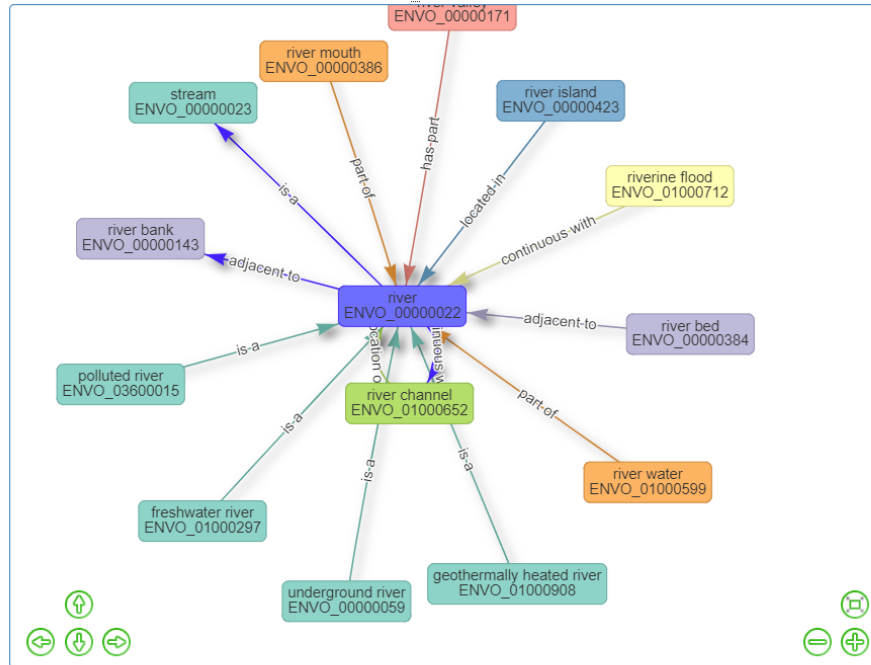 river valley
ENVO_00000171
river mouth
ENVO_00000386
stream
ENVO_00000023
river island
ENVO_00000423
has-part
part-of
is-a
located-in
riverine flood
ENVO_01000712
continuous with
river bank
ENVO_00000143
adjacent-to
river
ENVO_00000022
adjacent-to
river bed
ENVO_00000384
is-a
polluted river
ENVO_03600015
river channel
ENVO_01000652
part-of
is-a
is-a
is-a
river water
ENVO_01000599
freshwater river
ENVO_01000297
underground river
ENVO_00000059
geothermally heated river
ENVO_01000908